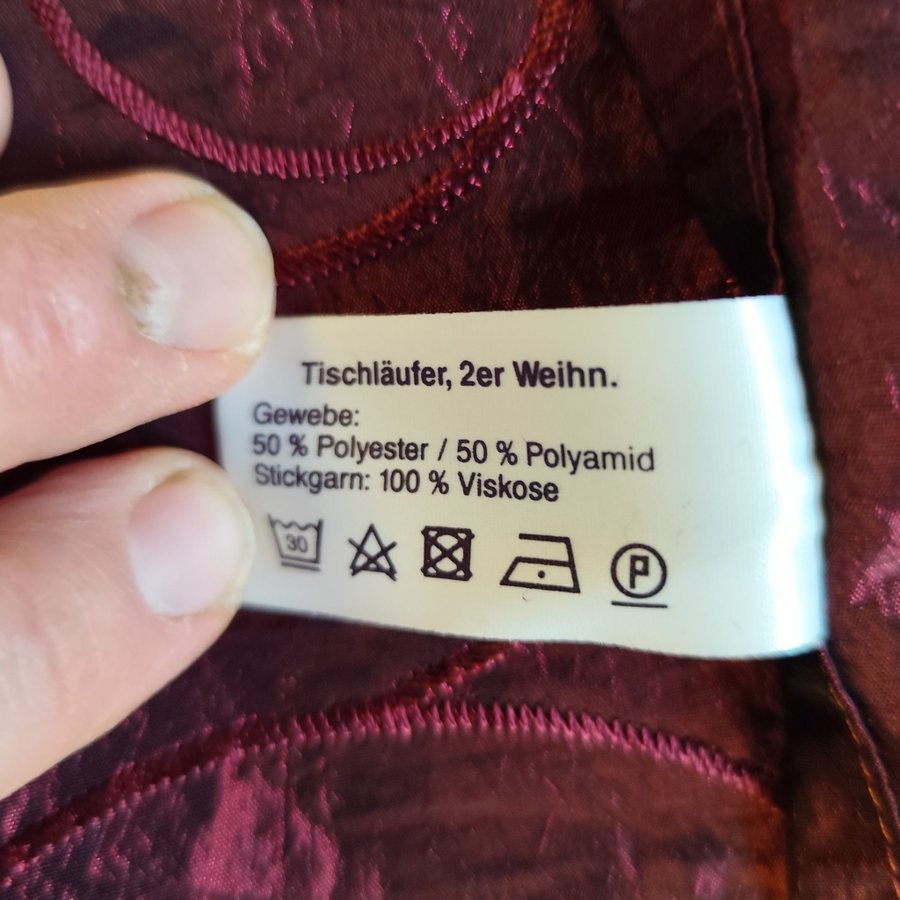 Tischläufer, 2er Weihn.
Gewebe:
50 % Polyester / 50 % Polyamid
Stickgarn: 100 % Viskose
30 P